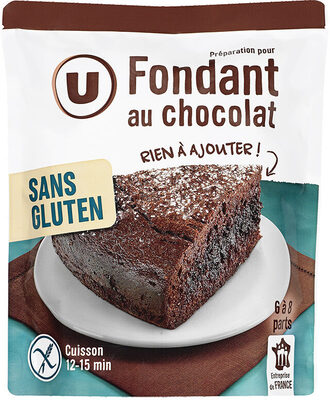 Préparation pour
U
Fondant
au chocolat
RIEN À AJOUTER !
SANS
GLUTEN
6 à 8
parts
Cuisson
12-15 min
Entreprise
de FRANCE